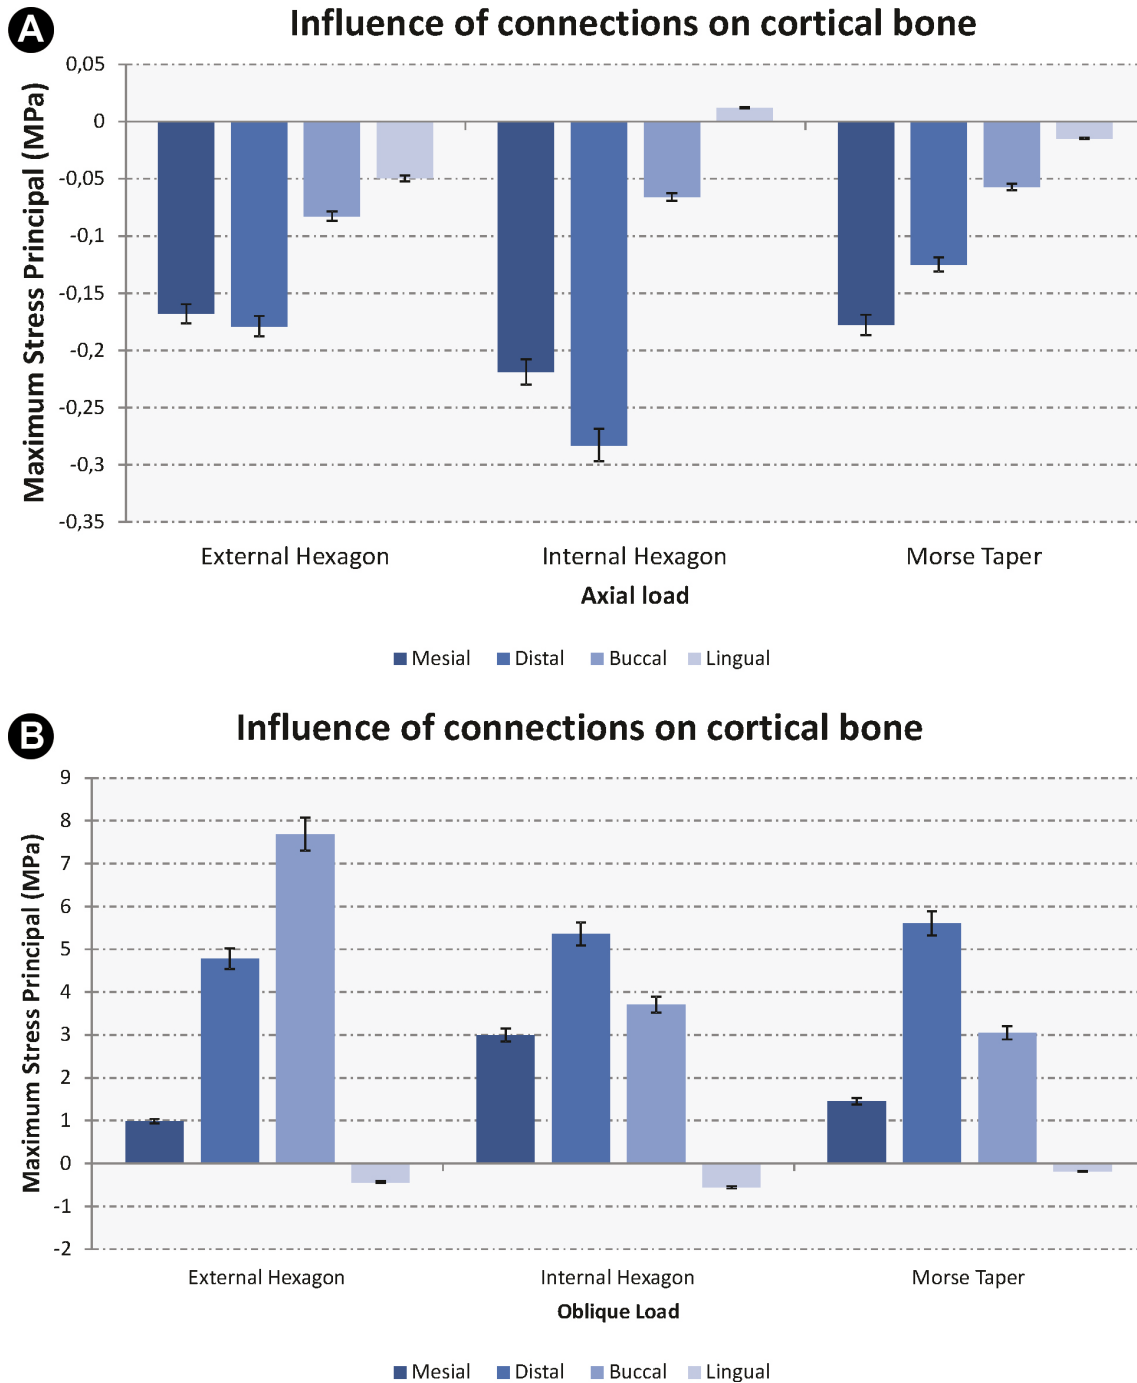 A
Influence of connections on cortical bone
Maximum Stress Principal (MPa)
0,05
0
-0,05
-0,1
-0,15
-0,2
-0,25
-0,3
-0,35
External Hexagon Internal Hexagon Morse Taper
Axial load
Mesial Distal Buccal Lingual
B
Influence of connections on cortical bone
Maximum Stress Principal (MPa)
9
8
7
6
5
4
3
2
1
0
-1
-2
External Hexagon Internal Hexagon Morse Taper
Oblique Load
Mesial Distal Buccal Lingual